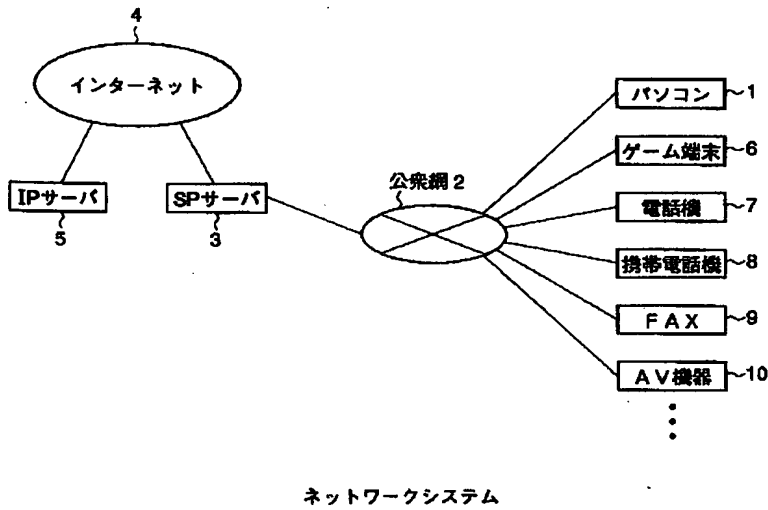 4
インターネット
IPサーバ
5
SPサーバ
3
公衆網2
パソコン 1
ゲーム端末 6
電話機 7
携帯電話機 8
FAX 9
AV機器 10
ネットワークシステム